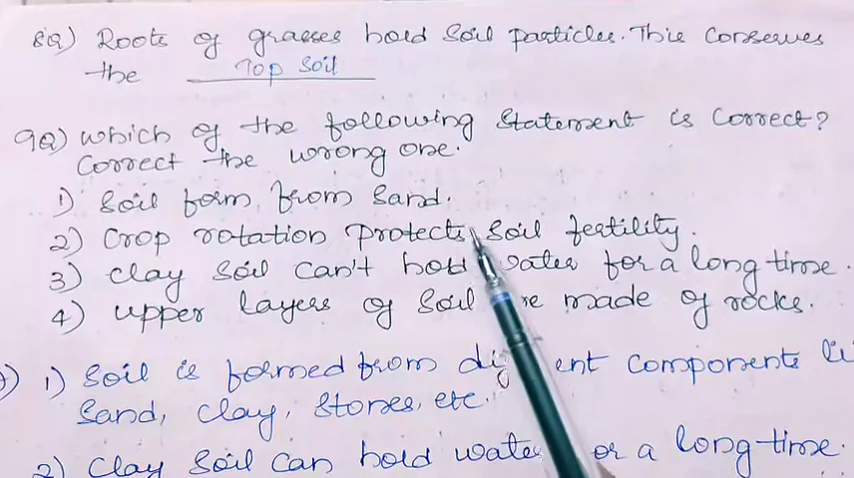 8Q) Roots of grasses hold soil particles. This conserves
the Top soil
9Q) which of the following statement is correct?
Correct the wrong one.
1) Soil form from sand.
2) Crop rotation protects soil fertility.
3) clay soil can't hold water for a long time.
4) upper layers of soil are made of rocks.
1) Soil is formed from components
sand, clay, stones, etc.
2) Clay soil can hold water for a long time.